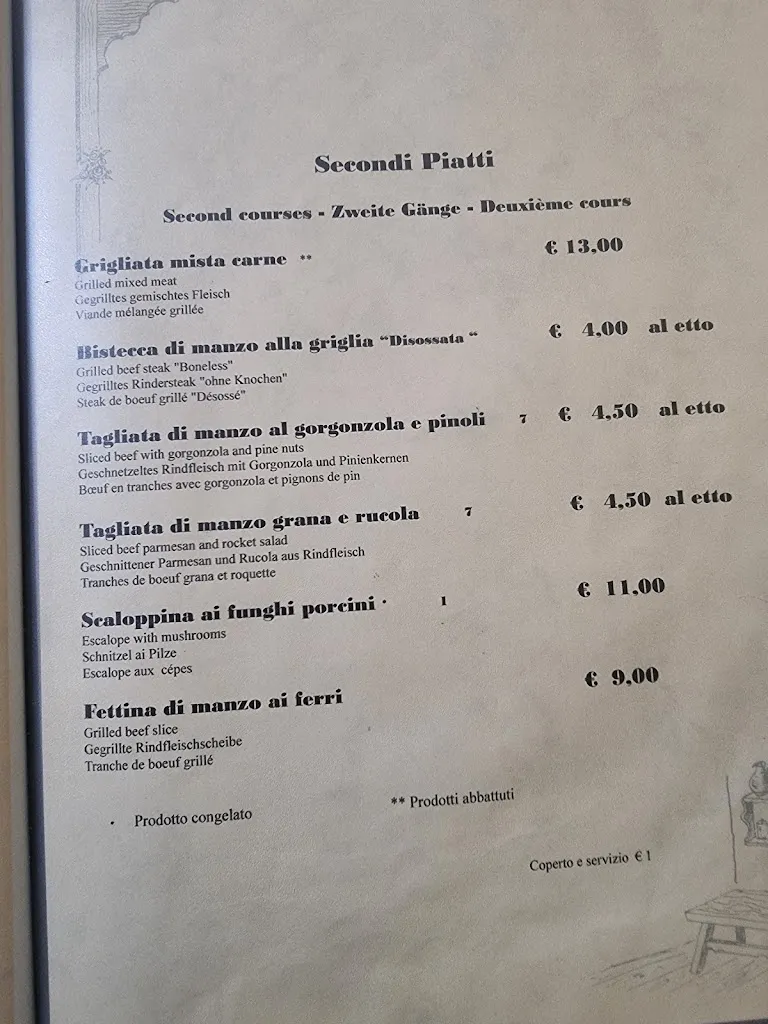 Secondi Piatti
Second courses - Zweite Gänge - Deuxième cours
Grigliata mista carne ** € 13,00
Grilled mixed meat
Gegrilltes gemischtes Fleisch
Viande mélangée grillée
Bistecca di manzo alla griglia “Disossata “ € 4,00 al etto
Grilled beef steak "Boneless"
Gegrilltes Rindersteak "ohne Knochen"
Steak de boeuf grillé "Désossé"
Tagliata di manzo al gorgonzola e pinoli 7 € 4,50 al etto
Sliced beef with gorgonzola and pine nuts
Geschnetzeltes Rindfleisch mit Gorgonzola und Pinienkernen
Bœuf en tranches avec gorgonzola et pignons de pin
Tagliata di manzo grana e rucola 7 € 4,50 al etto
Sliced beef parmesan and rocket salad
Geschnittener Parmesan und Rucola aus Rindfleisch
Tranches de boeuf grana et roquette
Scaloppina ai funghi porcini · 1 € 11,00
Escalope with mushrooms
Schnitzel ai Pilze
Escalope aux cépes
Fettina di manzo ai ferri € 9,00
Grilled beef slice
Gegrillte Rindfleischscheibe
Tranche de boeuf grillé
· Prodotto congelato ** Prodotti abbattuti
Coperto e servizio € 1